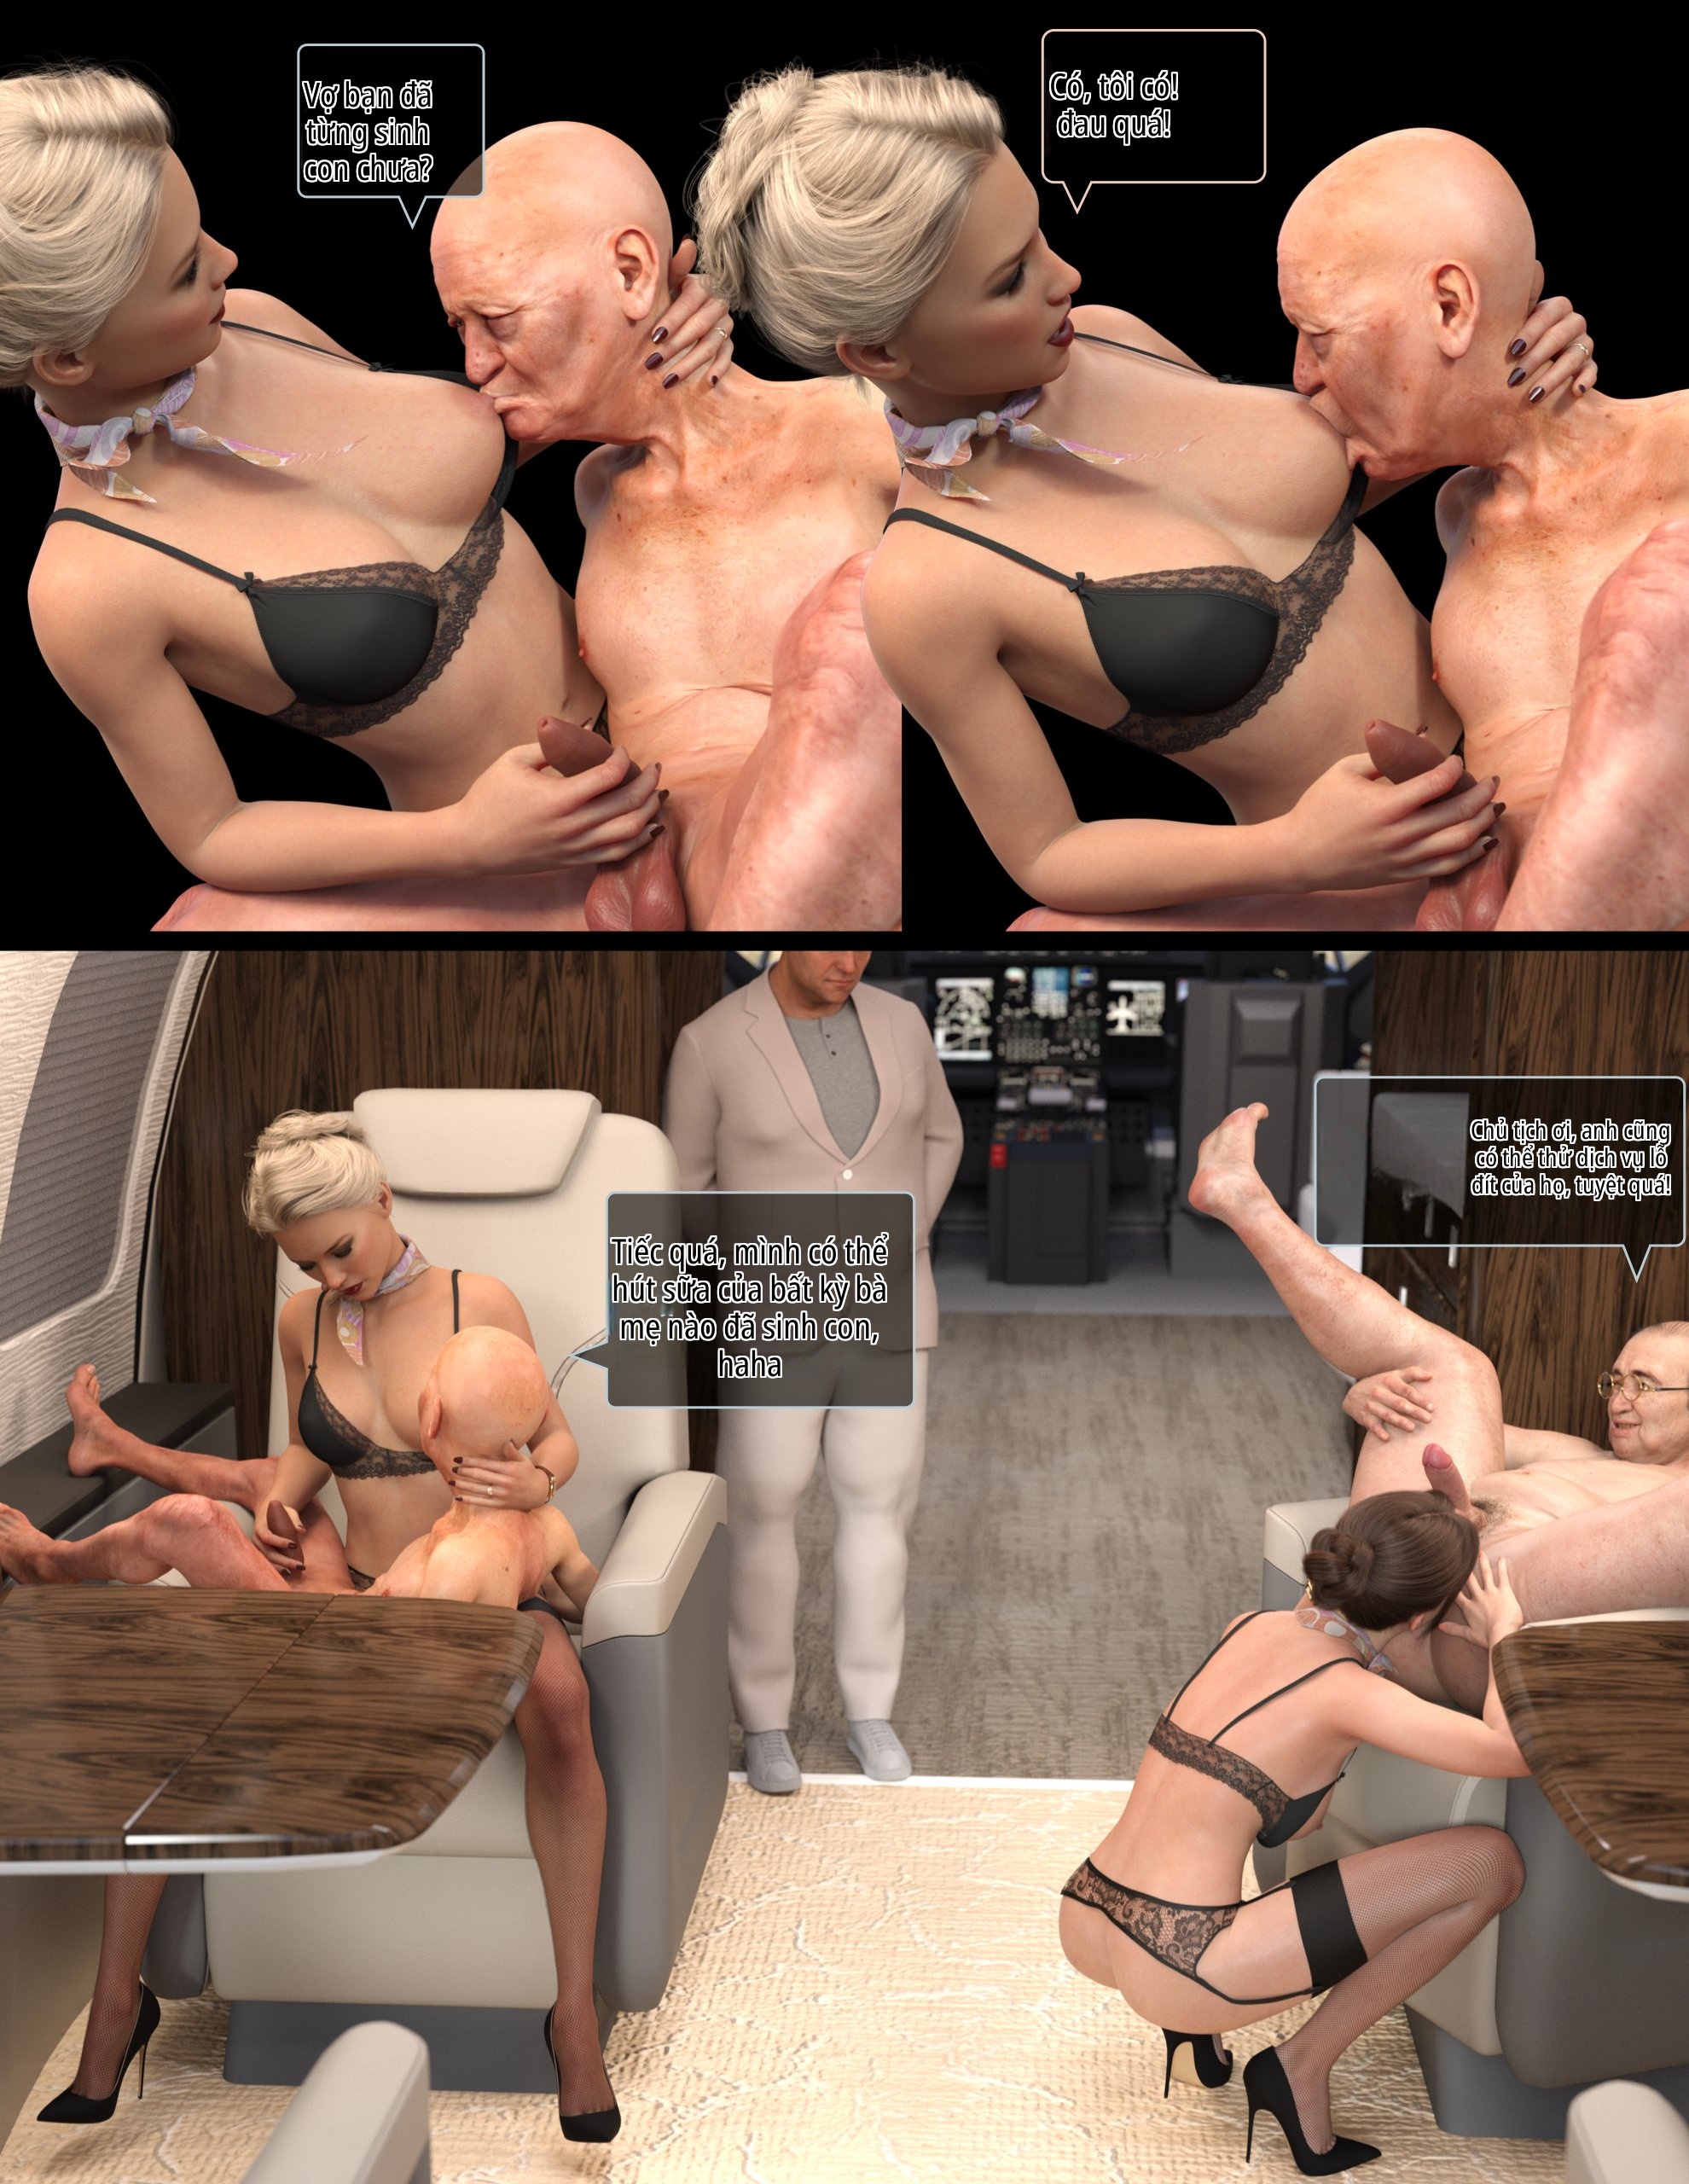 Vợ bạn đã
từng sinh
con chưa?
Có, tôi có!
đau quá!
Chủ tịch ơi, anh cũng
có thể thử dịch vụ lỗ
đít của họ, tuyệt quá!
Tiếc quá, mình có thể
hút sữa của bất kỳ bà
mẹ nào đã sinh con,
haha